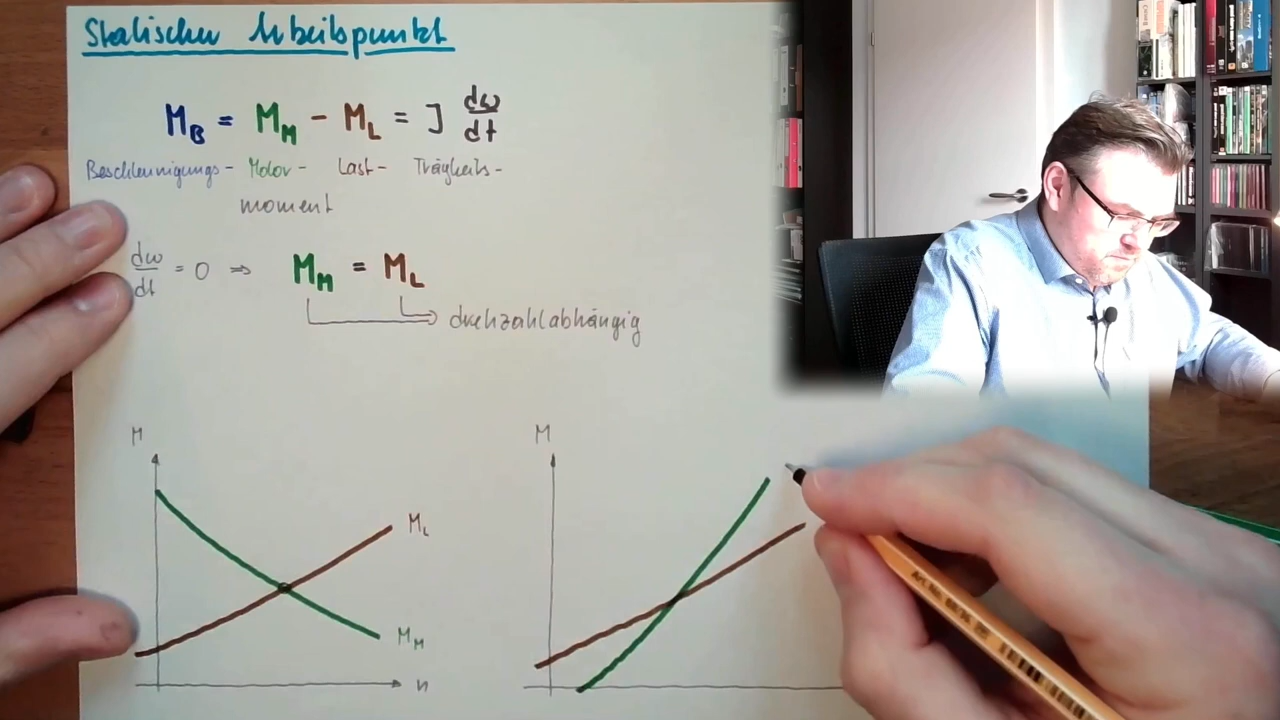 Statischer Arbeitspunkt
M_B = M_M - M_L = J dω/dt
Beschleunigungs- Motor- Last- Trägheits-
moment
dω/dt = 0 ⇒ M_M = M_L
drehzahlabhängig
M
M_L
M_M
n
M